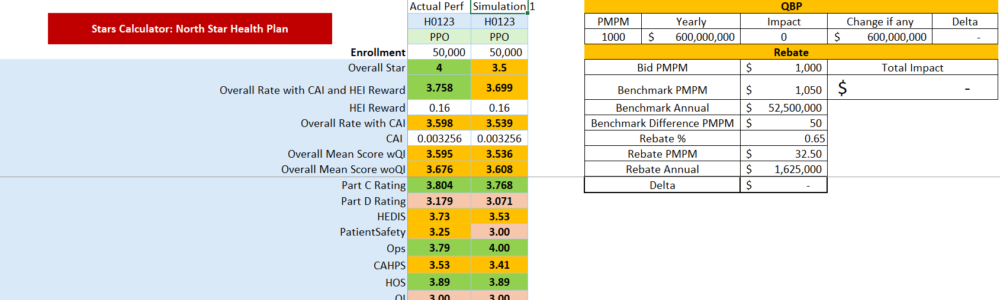 Actual Perf Simulation 1 QBP
Stars Calculator: North Star Health Plan H0123 H0123 PMPM Yearly Impact Change if any Delta
PPO PPO 1000 $ 600,000,000 0 $ 600,000,000 -
Enrollment 50,000 50,000 Rebate
Overall Star 4 3.5 Bid PMPM $ 1,000 Total Impact
Overall Rate with CAI and HEI Reward 3.758 3.699 Benchmark PMPM $ 1,050 $ -
HEI Reward 0.16 0.16 Benchmark Annual $ 52,500,000
Overall Rate with CAI 3.598 3.539 Benchmark Difference PMPM $ 50
CAI 0.003256 0.003256 Rebate % 0.65
Overall Mean Score wQI 3.595 3.536 Rebate PMPM $ 32.50
Overall Mean Score woQI 3.676 3.608 Rebate Annual $ 1,625,000
Part C Rating 3.804 3.768 Delta $ -
Part D Rating 3.179 3.071
HEDIS 3.73 3.53
PatientSafety 3.25 3.00
Ops 3.79 4.00
CAHPS 3.53 3.41
HOS 3.89 3.89
QI 3.00 3.00